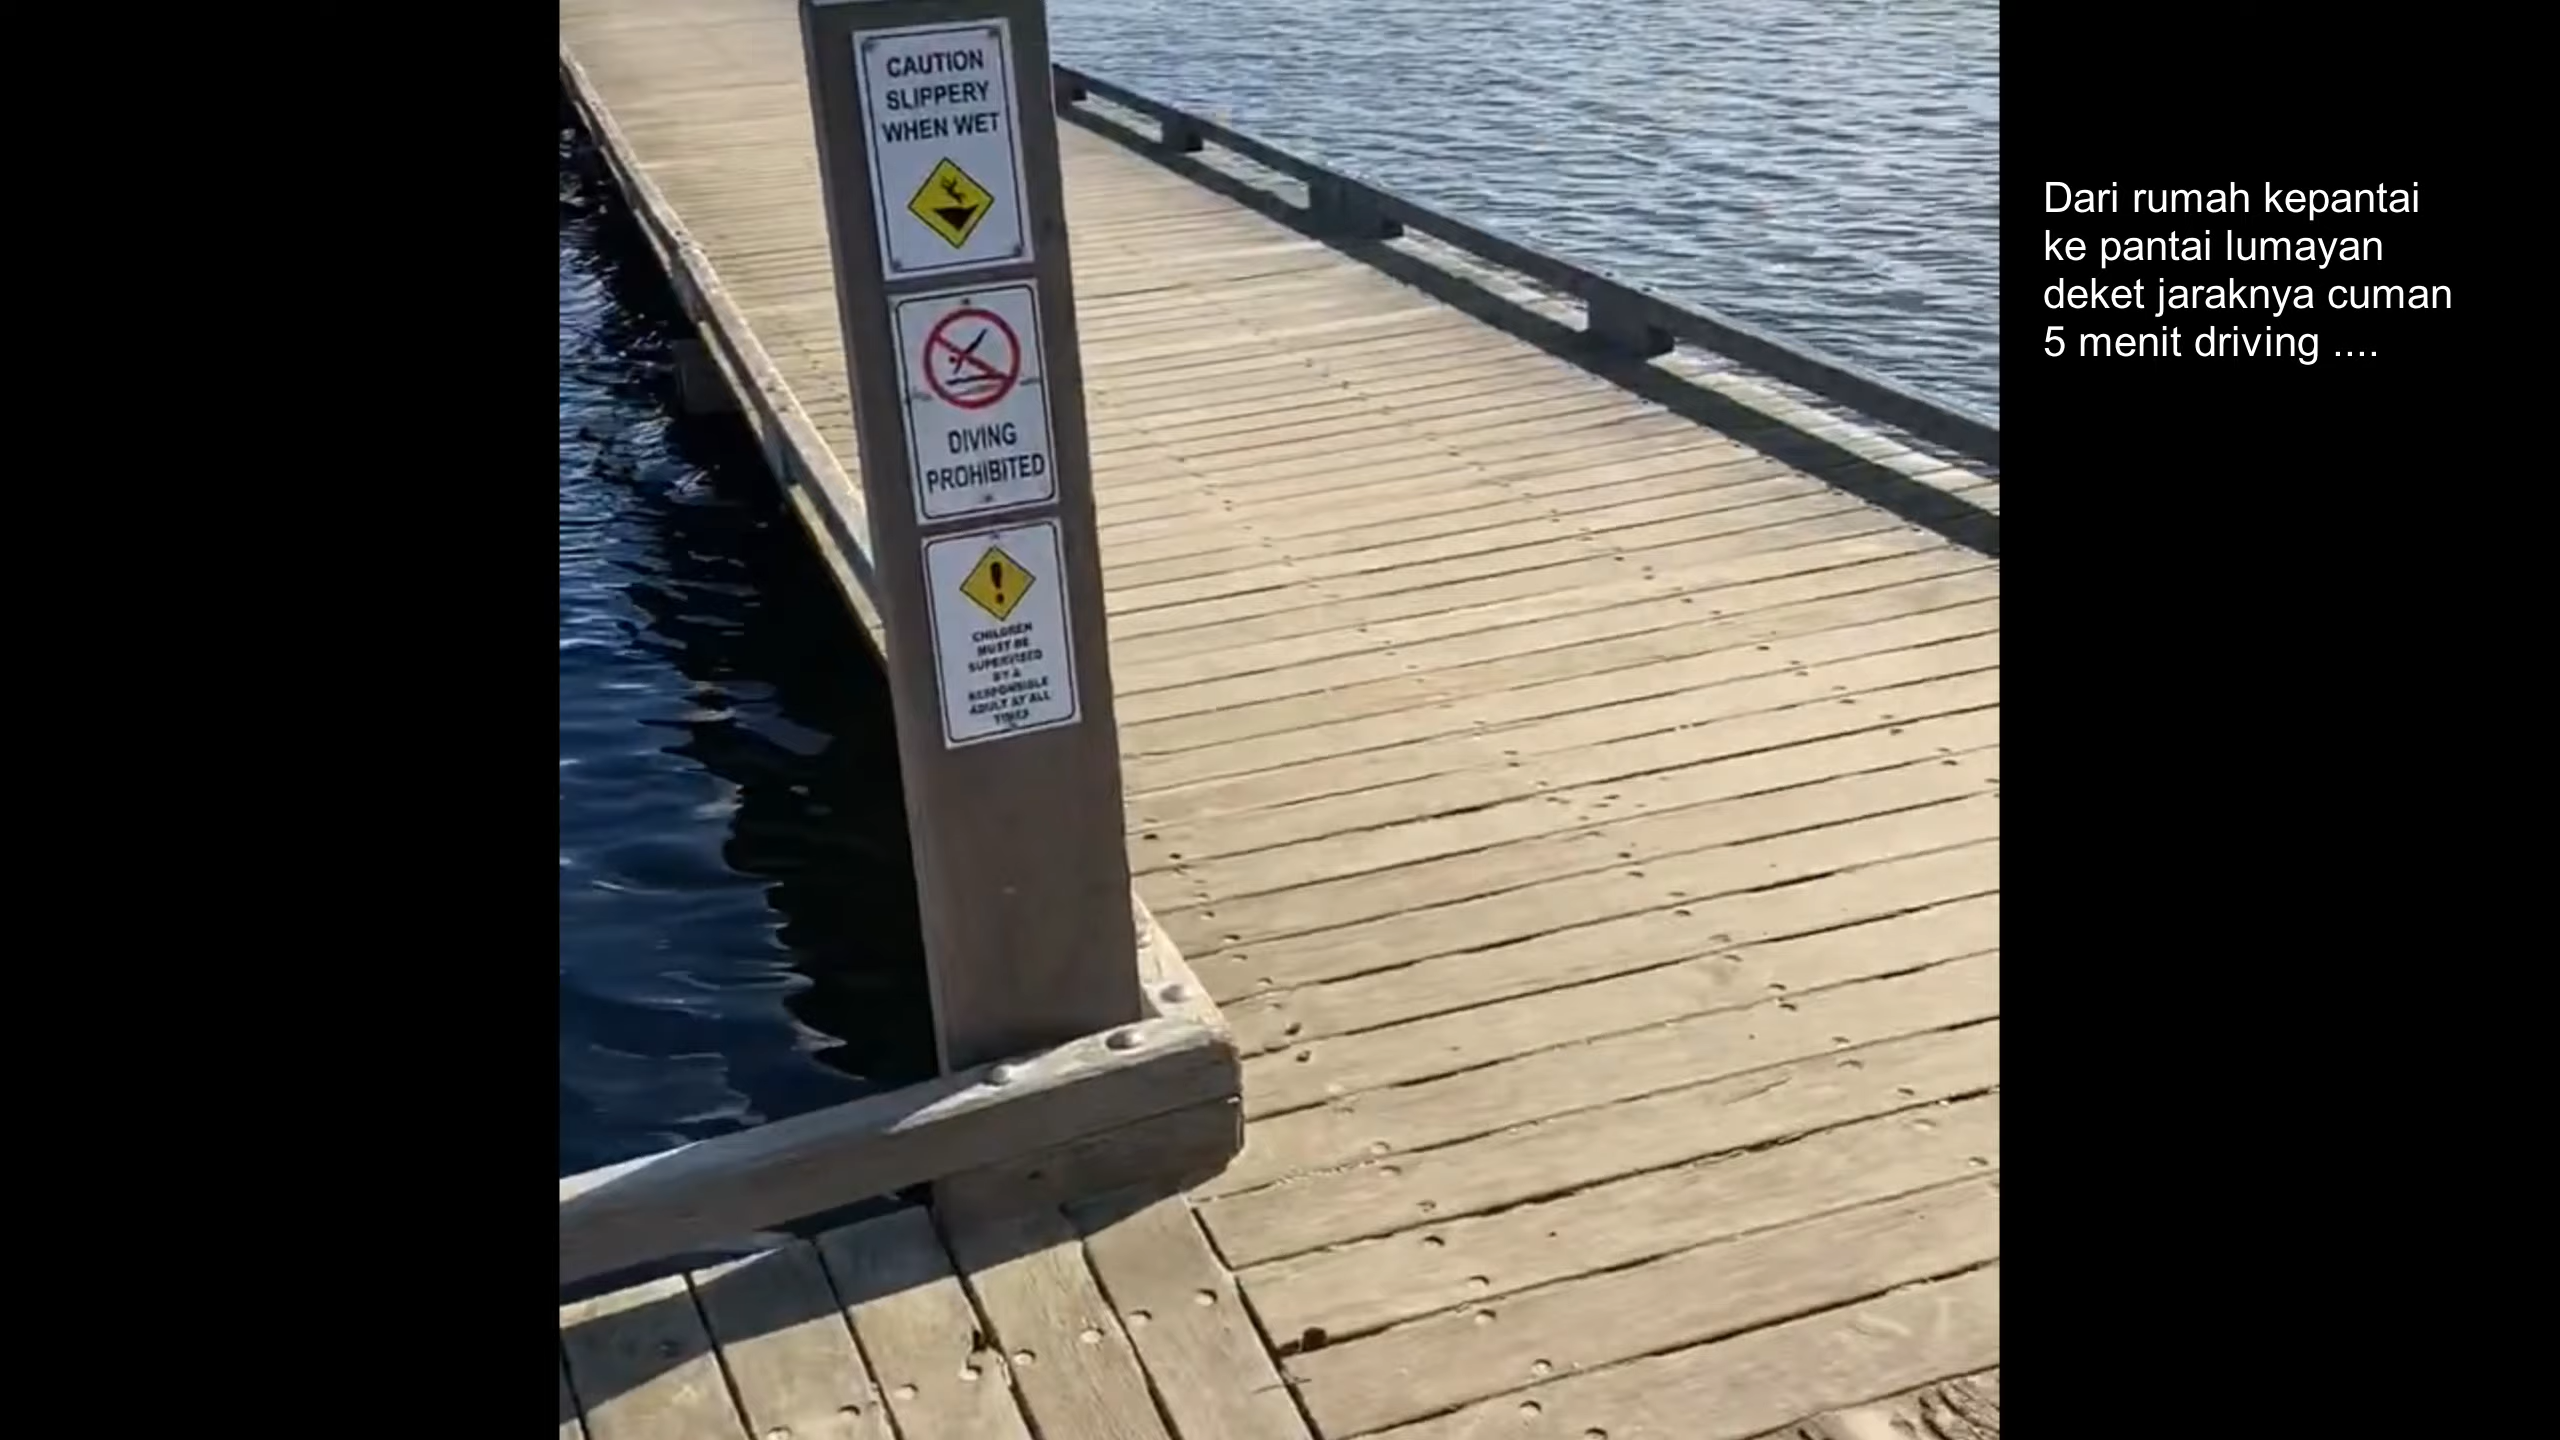 CAUTION
SLIPPERY
WHEN WET
DIVING
PROHIBITED
CHILDREN
MUST BE
SUPERVISED
BY A
RESPONSIBLE
ADULT AT ALL
TIMES
Dari rumah kepantai
ke pantai lumayan
deket jaraknya cuman
5 menit driving ....